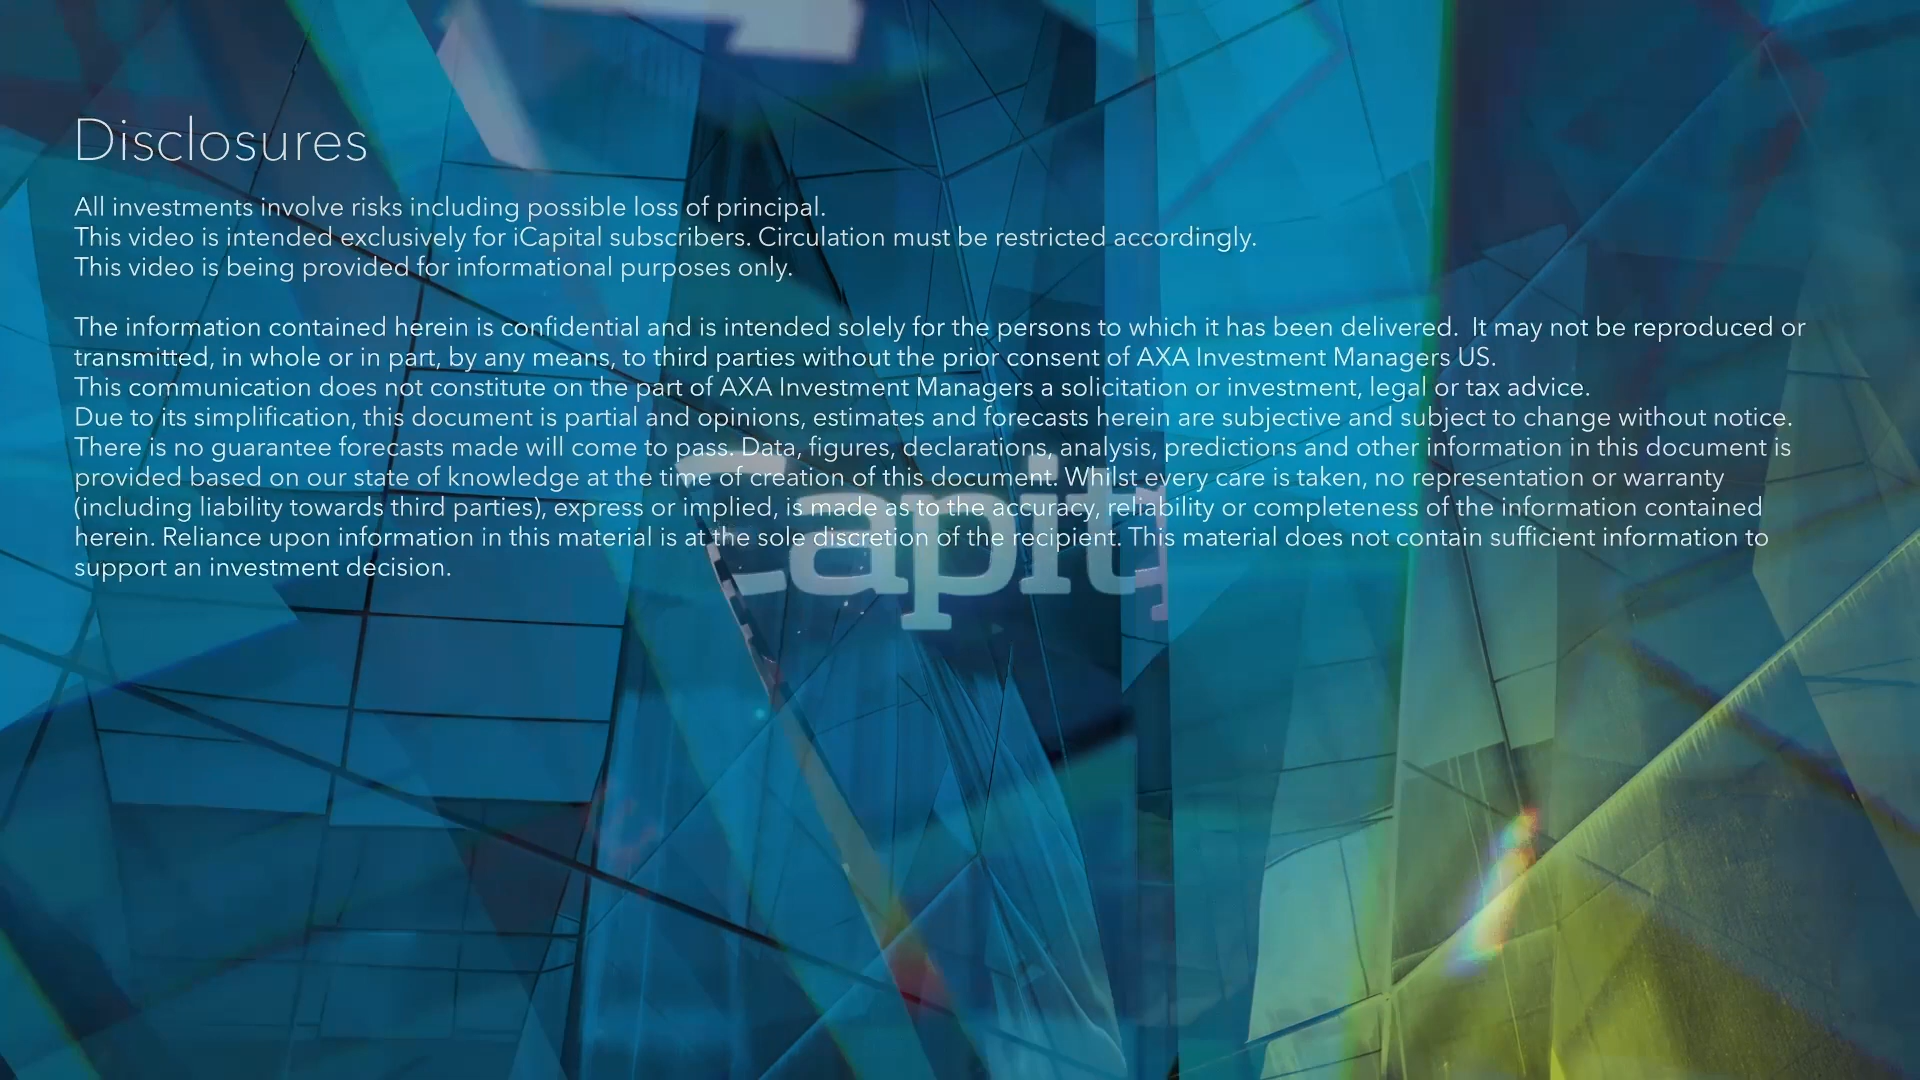 Disclosures
All investments involve risks including possible loss of principal.
This video is intended exclusively for iCapital subscribers. Circulation must be restricted accordingly.
This video is being provided for informational purposes only.
The information contained herein is confidential and is intended solely for the persons to which it has been delivered.  It may not be reproduced or
transmitted, in whole or in part, by any means, to third parties without the prior consent of AXA Investment Managers US.
This communication does not constitute on the part of AXA Investment Managers a solicitation or investment, legal or tax advice.
Due to its simplification, this document is partial and opinions, estimates and forecasts herein are subjective and subject to change without notice.
There is no guarantee forecasts made will come to pass. Data, figures, declarations, analysis, predictions and other information in this document is
provided based on our state of knowledge at the time of creation of this document. Whilst every care is taken, no representation or warranty
(including liability towards third parties), express or implied, is made as to the accuracy, reliability or completeness of the information contained
herein. Reliance upon information in this material is at the sole discretion of the recipient. This material does not contain sufficient information to
support an investment decision.